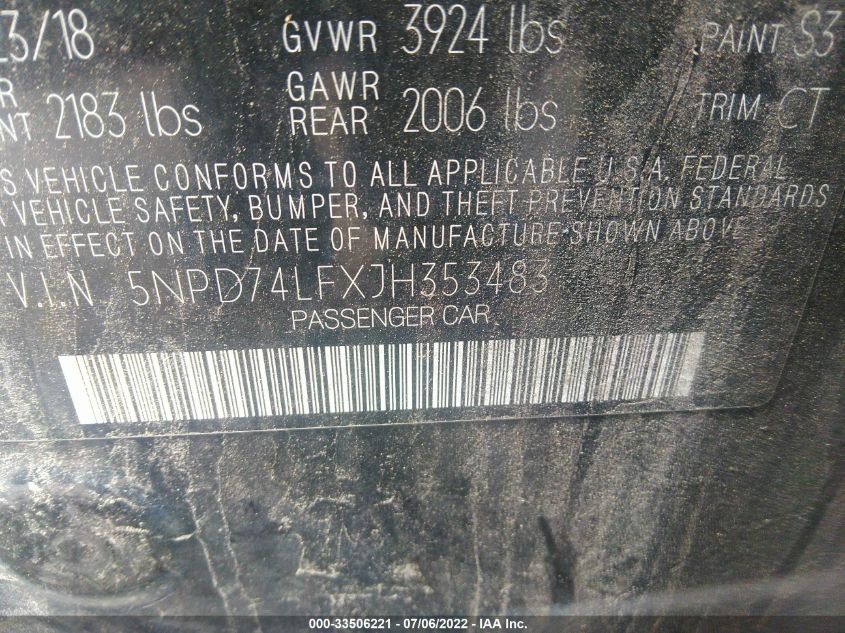 23/18 GVWR 3924 lbs PAINT S3
R GAWR
NT 2183 lbs REAR 2006 lbs TRIM CT
S VEHICLE CONFORMS TO ALL APPLICABLE U.S.A. FEDERAL
R VEHICLE SAFETY, BUMPER, AND THEFT PREVENTION STANDARDS
IN EFFECT ON THE DATE OF MANUFACTURE SHOWN ABOVE
V.I.N 5NPD74LFXJH353483
PASSENGER CAR
000-33506221 - 07/06/2022 - IAA Inc.